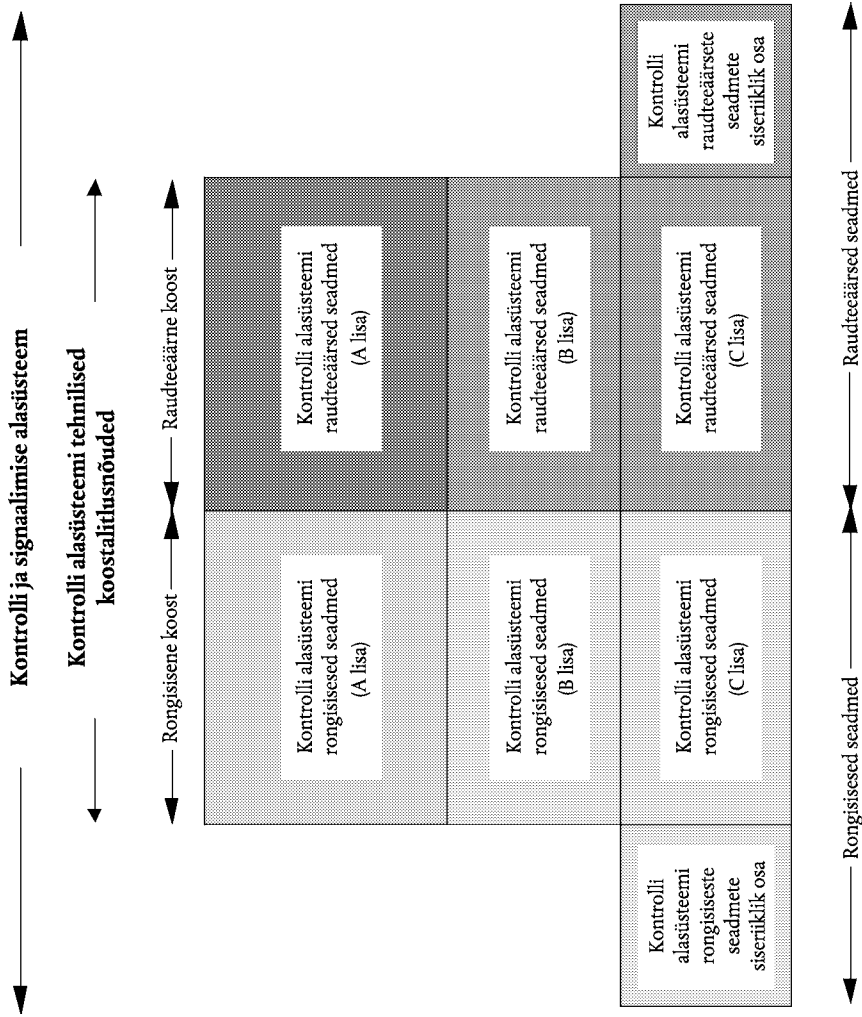 Kontrolli ja signaalimise alasüsteem
Kontrolli alasüsteemi tehnilised
koostalitlusnõuded
Rongisisene koost
Raudteeäärne koost
Kontrolli alasüsteemi
rongisisesed seadmed
(A lisa)
Kontrolli alasüsteemi
raudteeäärsed seadmed
(A lisa)
Kontrolli alasüsteemi
rongisisesed seadmed
(B lisa)
Kontrolli alasüsteemi
raudteeäärsed seadmed
(B lisa)
Kontrolli
alasüsteemi
rongisiseste
seadmete
siseriiklik osa
Kontrolli alasüsteemi
rongisisesed seadmed
(C lisa)
Kontrolli alasüsteemi
raudteeäärsed seadmed
(C lisa)
Kontrolli
alasüsteemi
raudteeäärsete
seadmete
siseriiklik osa
Rongisisesed seadmed
Raudteeäärsed seadmed